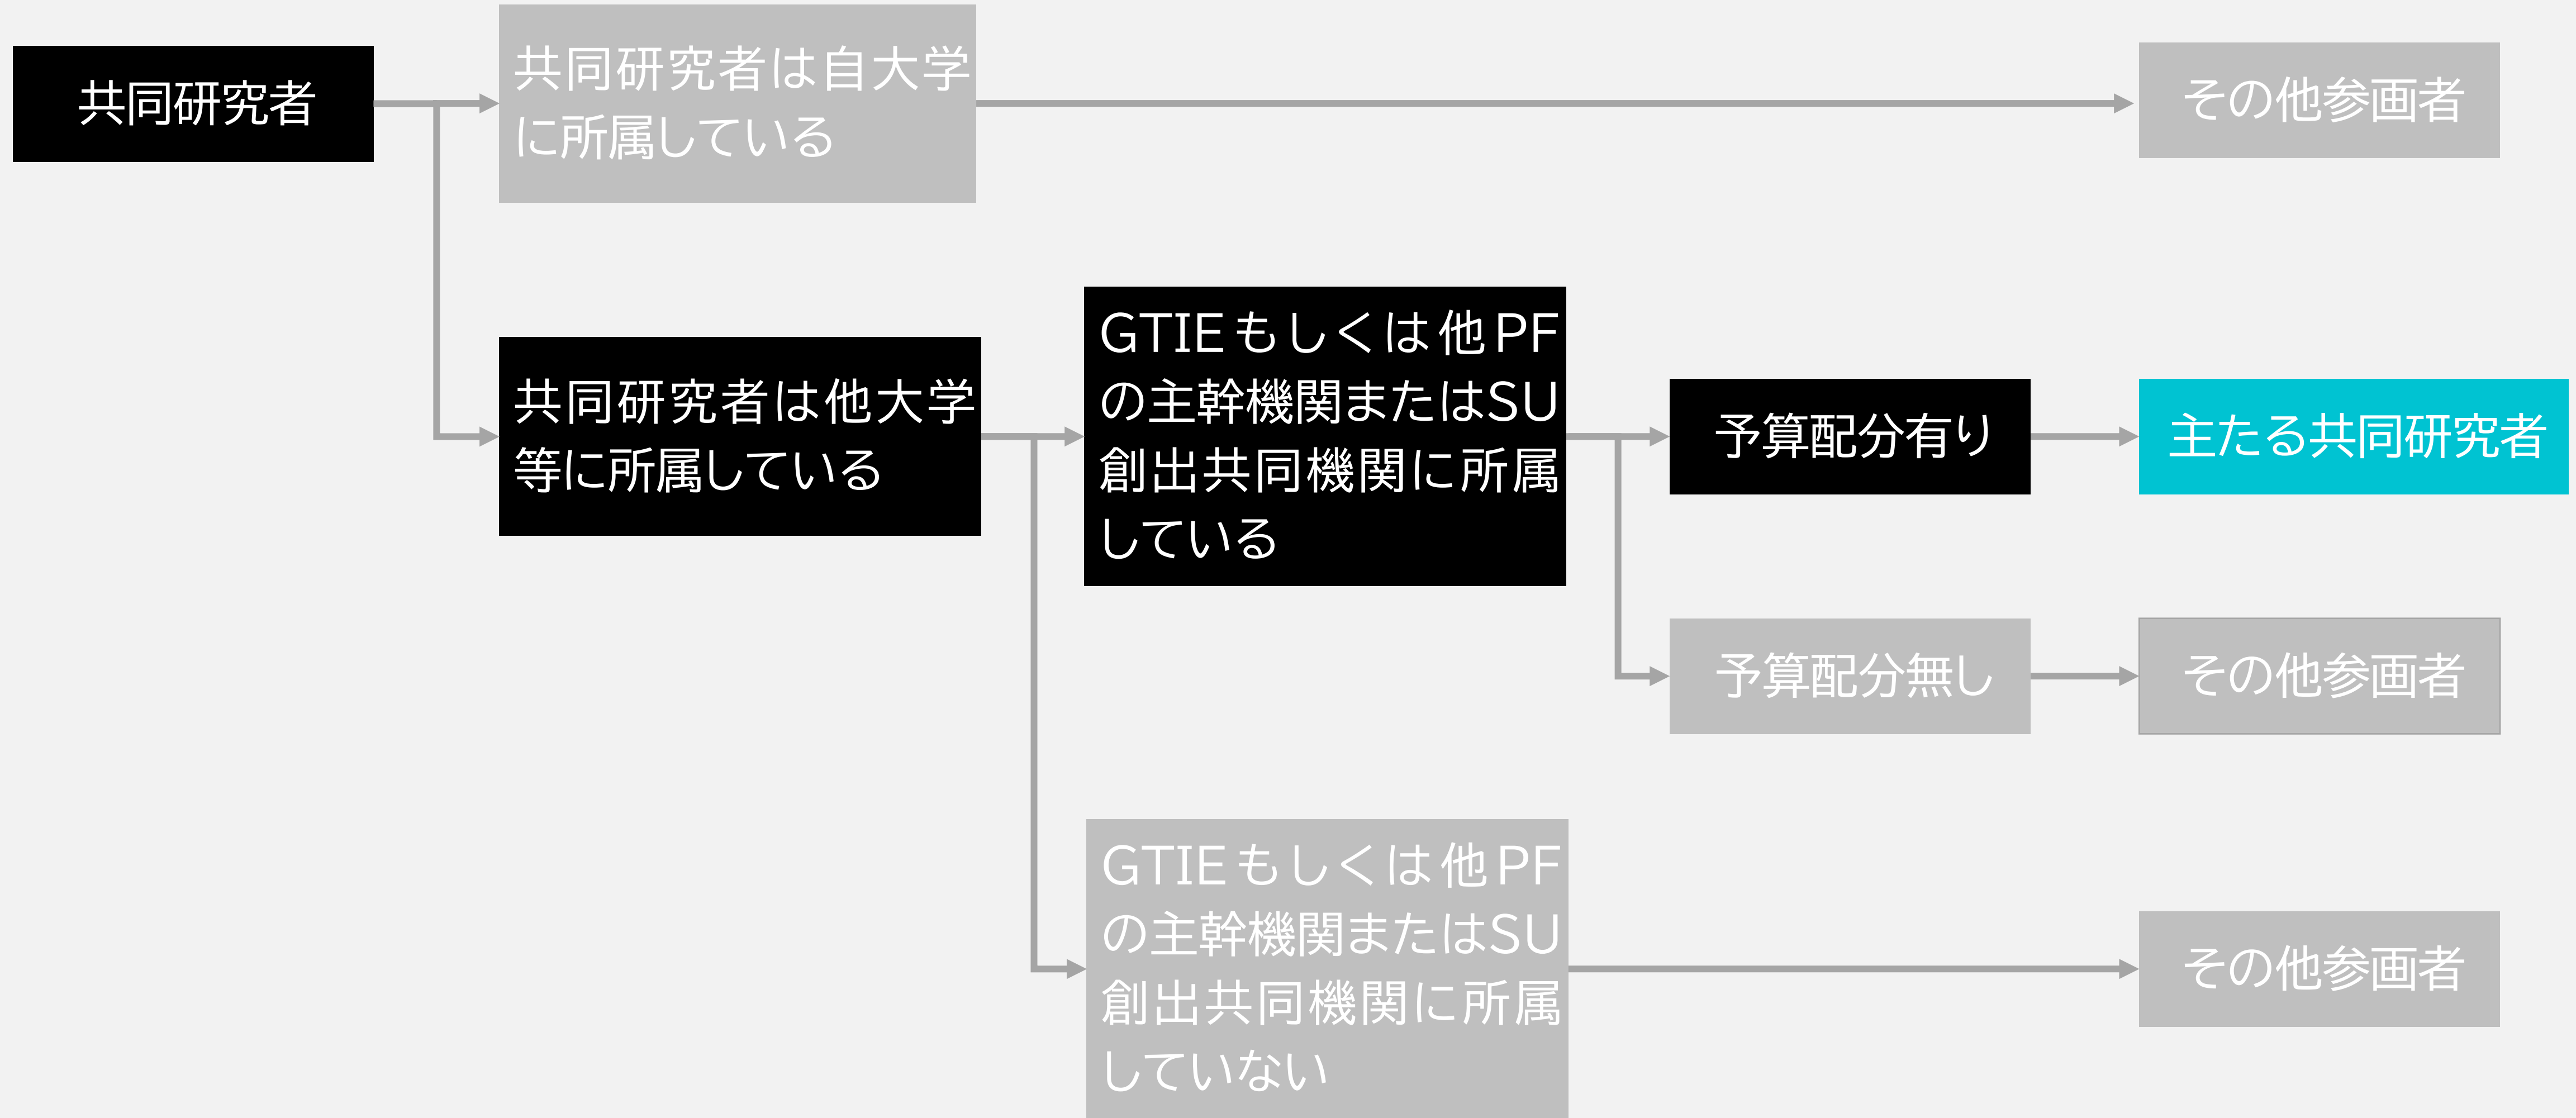 共同研究者
共同研究者は自大学
に所属している
その他参画者
共同研究者は他大学
等に所属している
GTIEもしくは他PF
の主幹機関またはSU
創出共同機関に所属
している
予算配分有り
主たる共同研究者
予算配分無し
その他参画者
GTIEもしくは他PF
の主幹機関またはSU
創出共同機関に所属
していない
その他参画者